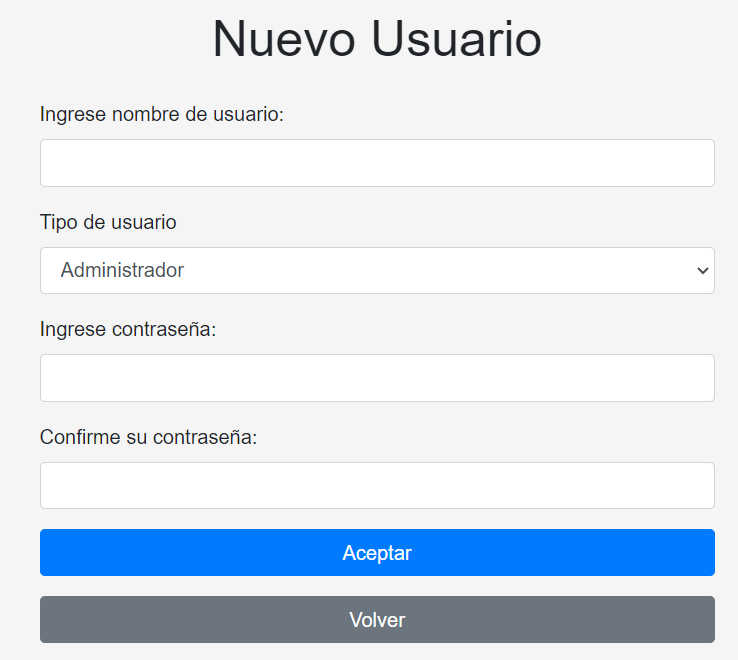 Nuevo Usuario
Ingrese nombre de usuario:
Tipo de usuario
Administrador
Ingrese contraseña:
Confirme su contraseña:
Aceptar
Volver